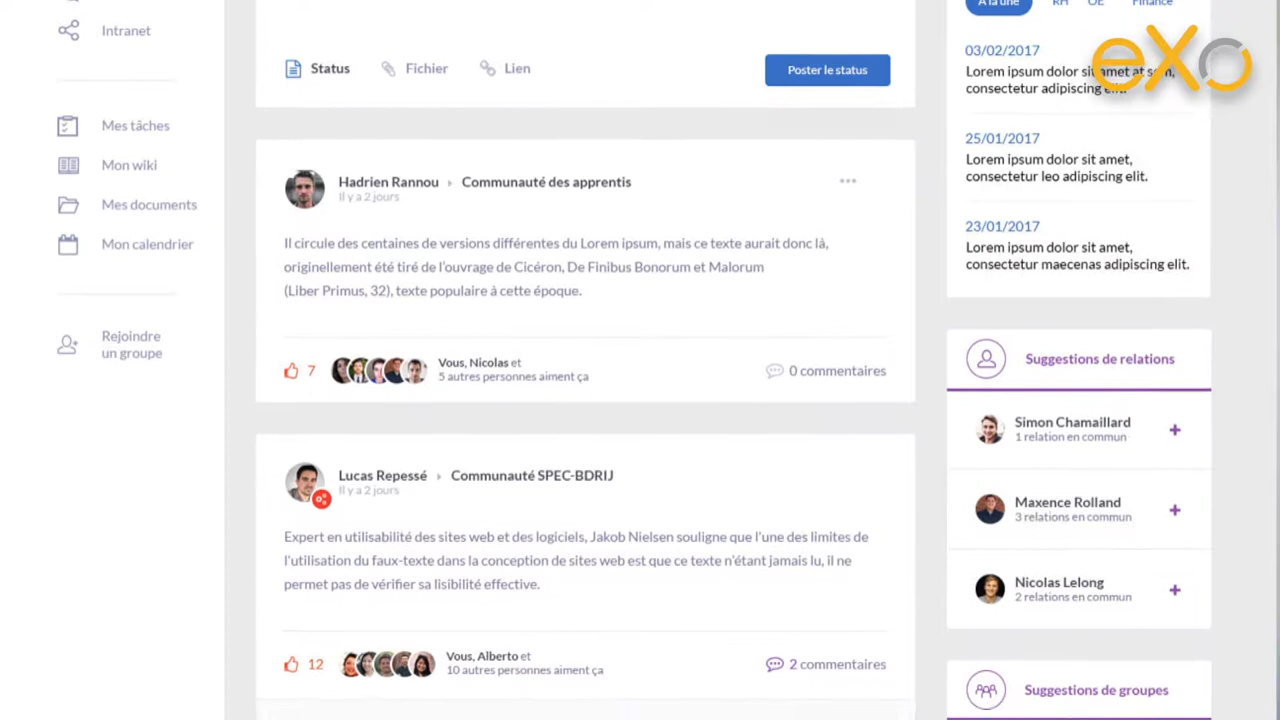 Intranet
Mes tâches
Mon wiki
Mes documents
Mon calendrier
Rejoindre
un groupe
Status
Fichier
Lien
Poster le status
Hadrien Rannou
Communauté des apprentis
Il y a 2 jours
Il circule des centaines de versions différentes du Lorem ipsum, mais ce texte aurait donc là,
originellement été tiré de l'ouvrage de Cicéron, De Finibus Bonorum et Malorum
(Liber Primus, 32), texte populaire à cette époque.
7
Vous, Nicolas et
5 autres personnes aiment ça
0 commentaires
Lucas Repessé
Communauté SPEC-BDRIJ
Il y a 2 jours
Expert en utilisabilité des sites web et des logiciels, Jakob Nielsen souligne que l'une des limites de
l'utilisation du faux-texte dans la conception de sites web est que ce texte n'étant jamais lu, il ne
permet pas de vérifier sa lisibilité effective.
12
Vous, Alberto et
10 autres personnes aiment ça
2 commentaires
A la une
RH
OE
Finance
eXo
03/02/2017
Lorem ipsum dolor sit amet at sem,
consectetur adipiscing elit.
25/01/2017
Lorem ipsum dolor sit amet,
consectetur leo adipiscing elit.
23/01/2017
Lorem ipsum dolor sit amet,
consectetur maecenas adipiscing elit.
Suggestions de relations
Simon Chamaillard
1 relation en commun
Maxence Rolland
3 relations en commun
Nicolas Lelong
2 relations en commun
Suggestions de groupes